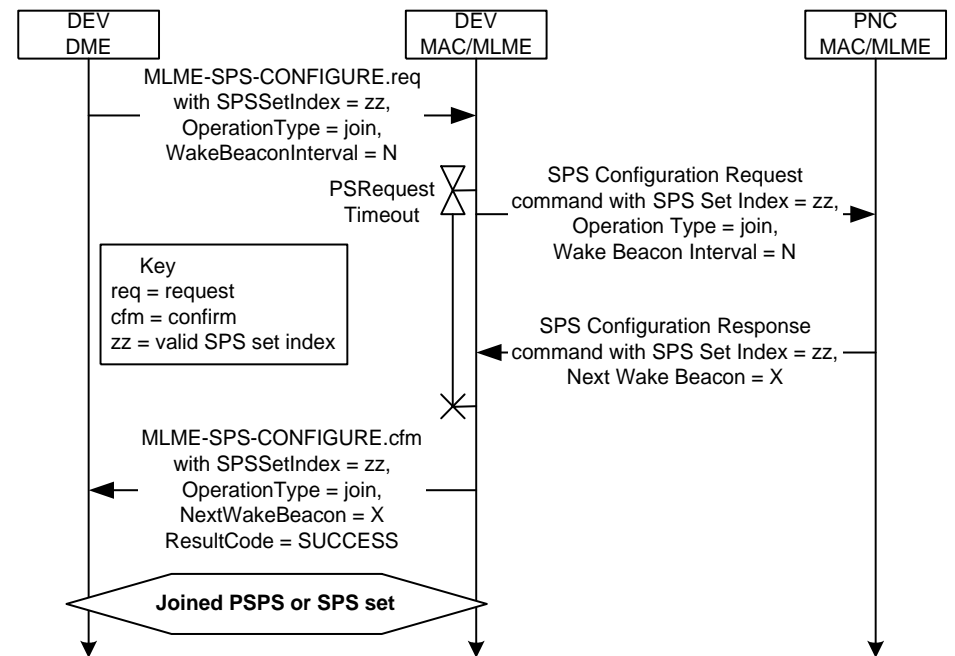 DEV
DME
DEV
MAC/MLME
PNC
MAC/MLME
MLME-SPS-CONFIGURE.req
with SPSSetIndex = zz,
OperationType = join,
WakeBeaconInterval = N
PSRequest
Timeout
SPS Configuration Request
command with SPS Set Index = zz,
Operation Type = join,
Wake Beacon Interval = N
Key
req = request
cfm = confirm
zz = valid SPS set index
SPS Configuration Response
command with SPS Set Index = zz,
Next Wake Beacon = X
MLME-SPS-CONFIGURE.cfm
with SPSSetIndex = zz,
OperationType = join,
NextWakeBeacon = X
ResultCode = SUCCESS
Joined PSPS or SPS set